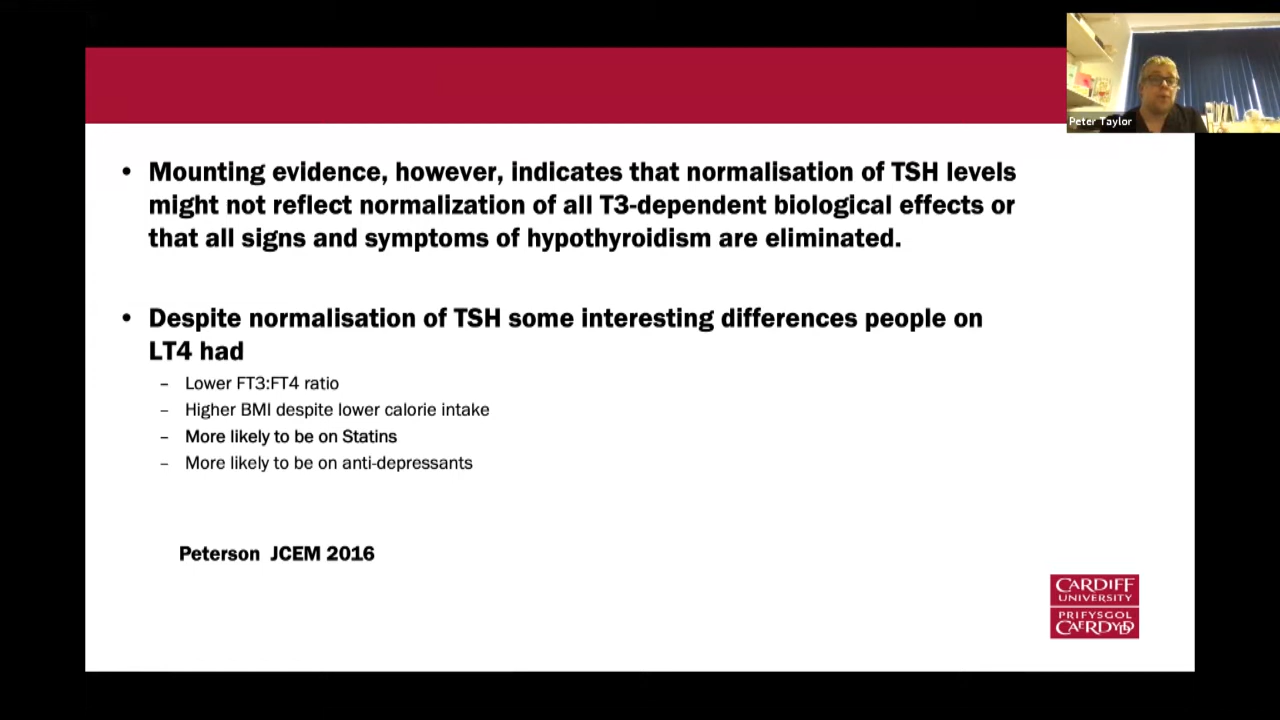 Peter Taylor
• Mounting evidence, however, indicates that normalisation of TSH levels
might not reflect normalization of all T3-dependent biological effects or
that all signs and symptoms of hypothyroidism are eliminated.
• Despite normalisation of TSH some interesting differences people on
LT4 had
– Lower FT3:FT4 ratio
– Higher BMI despite lower calorie intake
– More likely to be on Statins
– More likely to be on anti-depressants
Peterson JCEM 2016
CARDIFF
UNIVERSITY
PRIFYSGOL
CAERDYDD